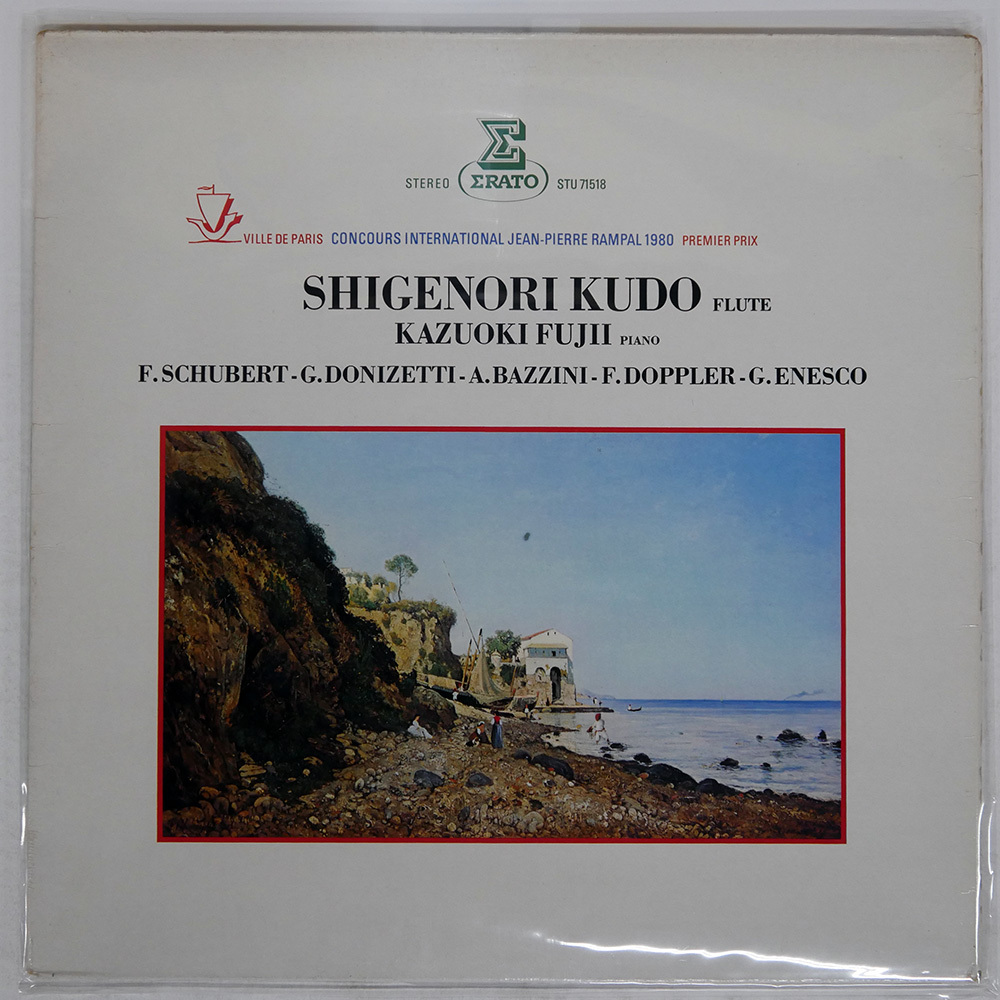 STEREO ΣRATO STU 71518
VILLE DE PARIS CONCOURS INTERNATIONAL JEAN-PIERRE RAMPAL 1980 PREMIER PRIX
SHIGENORI KUDO FLUTE
KAZUOKI FUJII PIANO
F. SCHUBERT - G. DONIZETTI - A. BAZZINI - F. DOPPLER - G. ENESCO